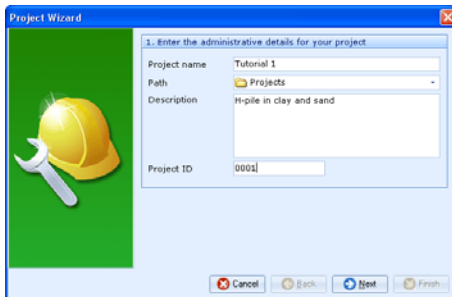 Project Wizard
1. Enter the administrative details for your project
Project name Tutorial 1
Path Projects
Description H-pile in clay and sand
Project ID 0001
Cancel Back Next Finish